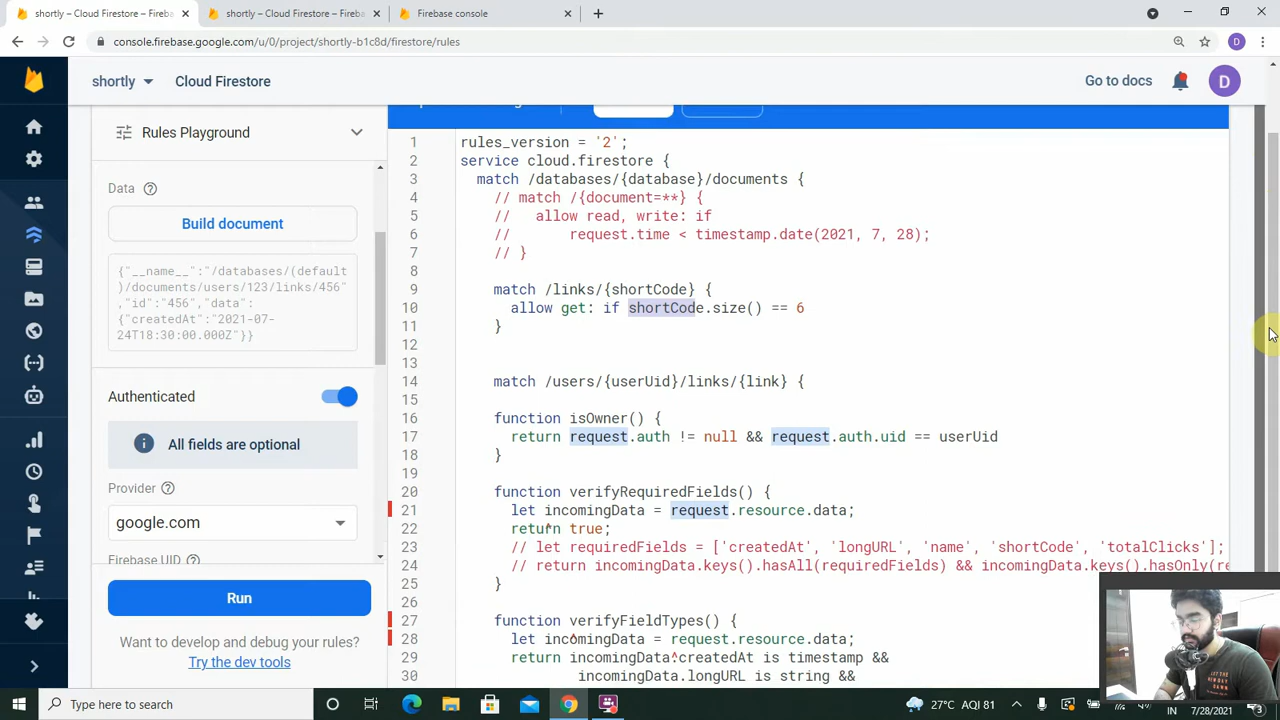 shortly – Cloud Firestore – Fireb
shortly – Cloud Firestore – Fireb
Firebase console
console.firebase.google.com/u/0/project/shortly-b1c8d/firestore/rules
D
shortly
Cloud Firestore
Go to docs
D
Rules Playground
Data
Build document
{"__name__":"/databases/(default
)/documents/users/123/links/456"
,"id":"456","data":
{"createdAt":"2021-07-
24T18:30:00.000Z"}}
Authenticated
All fields are optional
Provider
google.com
Firebase UID
Run
Want to develop and debug your rules?
Try the dev tools
1 rules_version = '2';
2 service cloud.firestore {
3 match /databases/{database}/documents {
4 // match /{document=**} {
5 // allow read, write: if
6 // request.time < timestamp.date(2021, 7, 28);
7 // }
8
9 match /links/{shortCode} {
10 allow get: if shortCode.size() == 6
11 }
12
13
14 match /users/{userUid}/links/{link} {
15
16 function isOwner() {
17 return request.auth != null && request.auth.uid == userUid
18 }
19
20 function verifyRequiredFields() {
21 let incomingData = request.resource.data;
22 return true;
23 // let requiredFields = ['createdAt', 'longURL', 'name', 'shortCode', 'totalClicks'];
24 // return incomingData.keys().hasAll(requiredFields) && incomingData.keys().hasOnly(re
25 }
26
27 function verifyFieldTypes() {
28 let incomingData = request.resource.data;
29 return incomingData.createdAt is timestamp &&
30 incomingData.longURL is string &&
Type here to search
27°C AQI 81
IN
7/28/2021
3